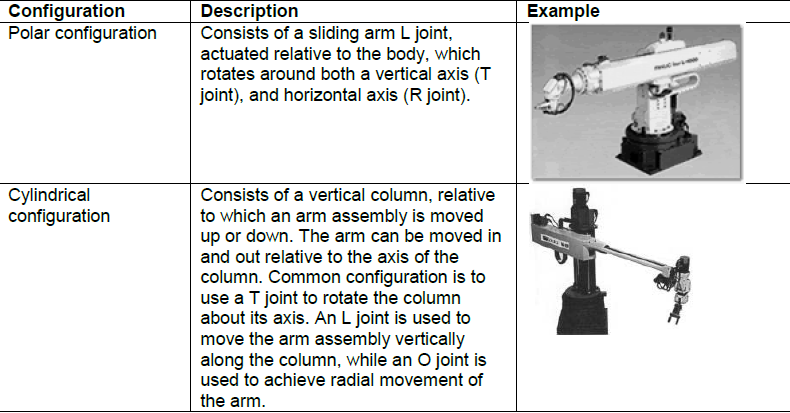 Configuration Description Example
Polar configuration
Consists of a sliding arm L joint,
actuated relative to the body, which
rotates around both a vertical axis (T
joint), and horizontal axis (R joint).
Cylindrical
configuration
Consists of a vertical column, relative
to which an arm assembly is moved
up or down. The arm can be moved in
and out relative to the axis of the
column. Common configuration is to
use a T joint to rotate the column
about its axis. An L joint is used to
move the arm assembly vertically
along the column, while an O joint is
used to achieve radial movement of
the arm.
FANUC